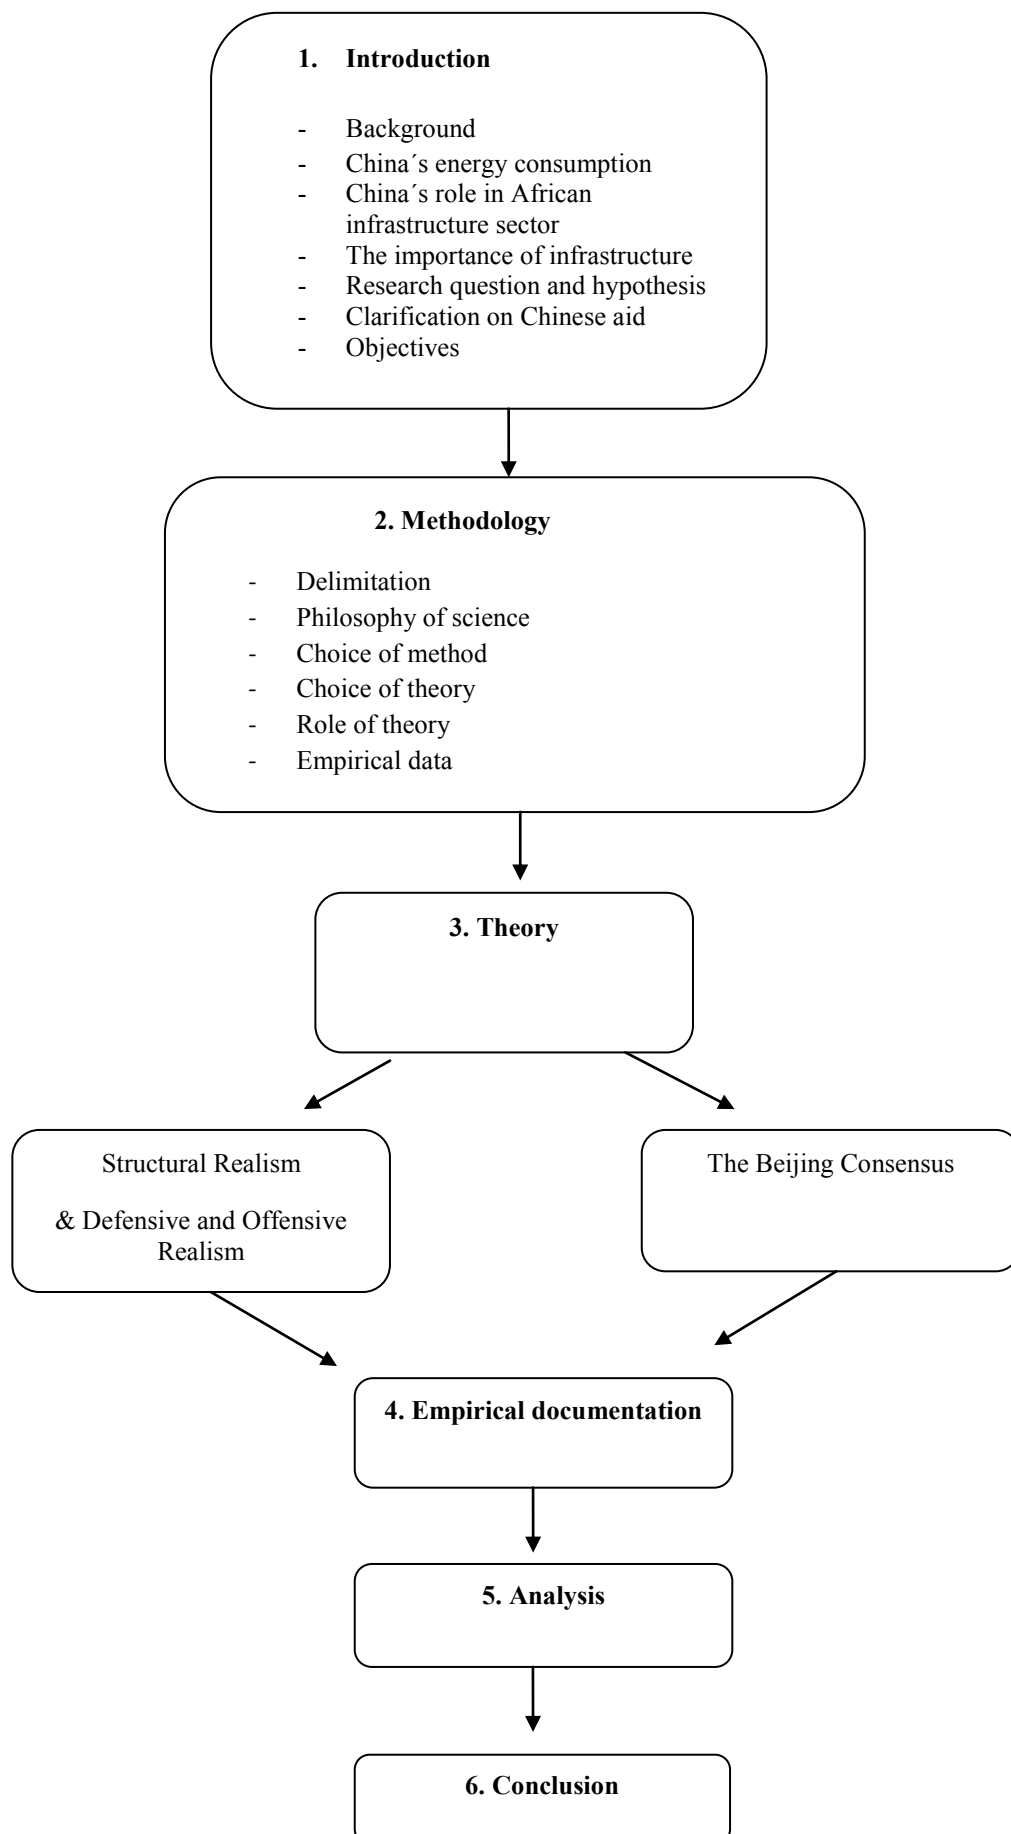 1. Introduction
- Background
- China´s energy consumption
- China´s role in African
infrastructure sector
- The importance of infrastructure
- Research question and hypothesis
- Clarification on Chinese aid
- Objectives
2. Methodology
- Delimitation
- Philosophy of science
- Choice of method
- Choice of theory
- Role of theory
- Empirical data
3. Theory
Structural Realism
& Defensive and Offensive
Realism
The Beijing Consensus
4. Empirical documentation
5. Analysis
6. Conclusion